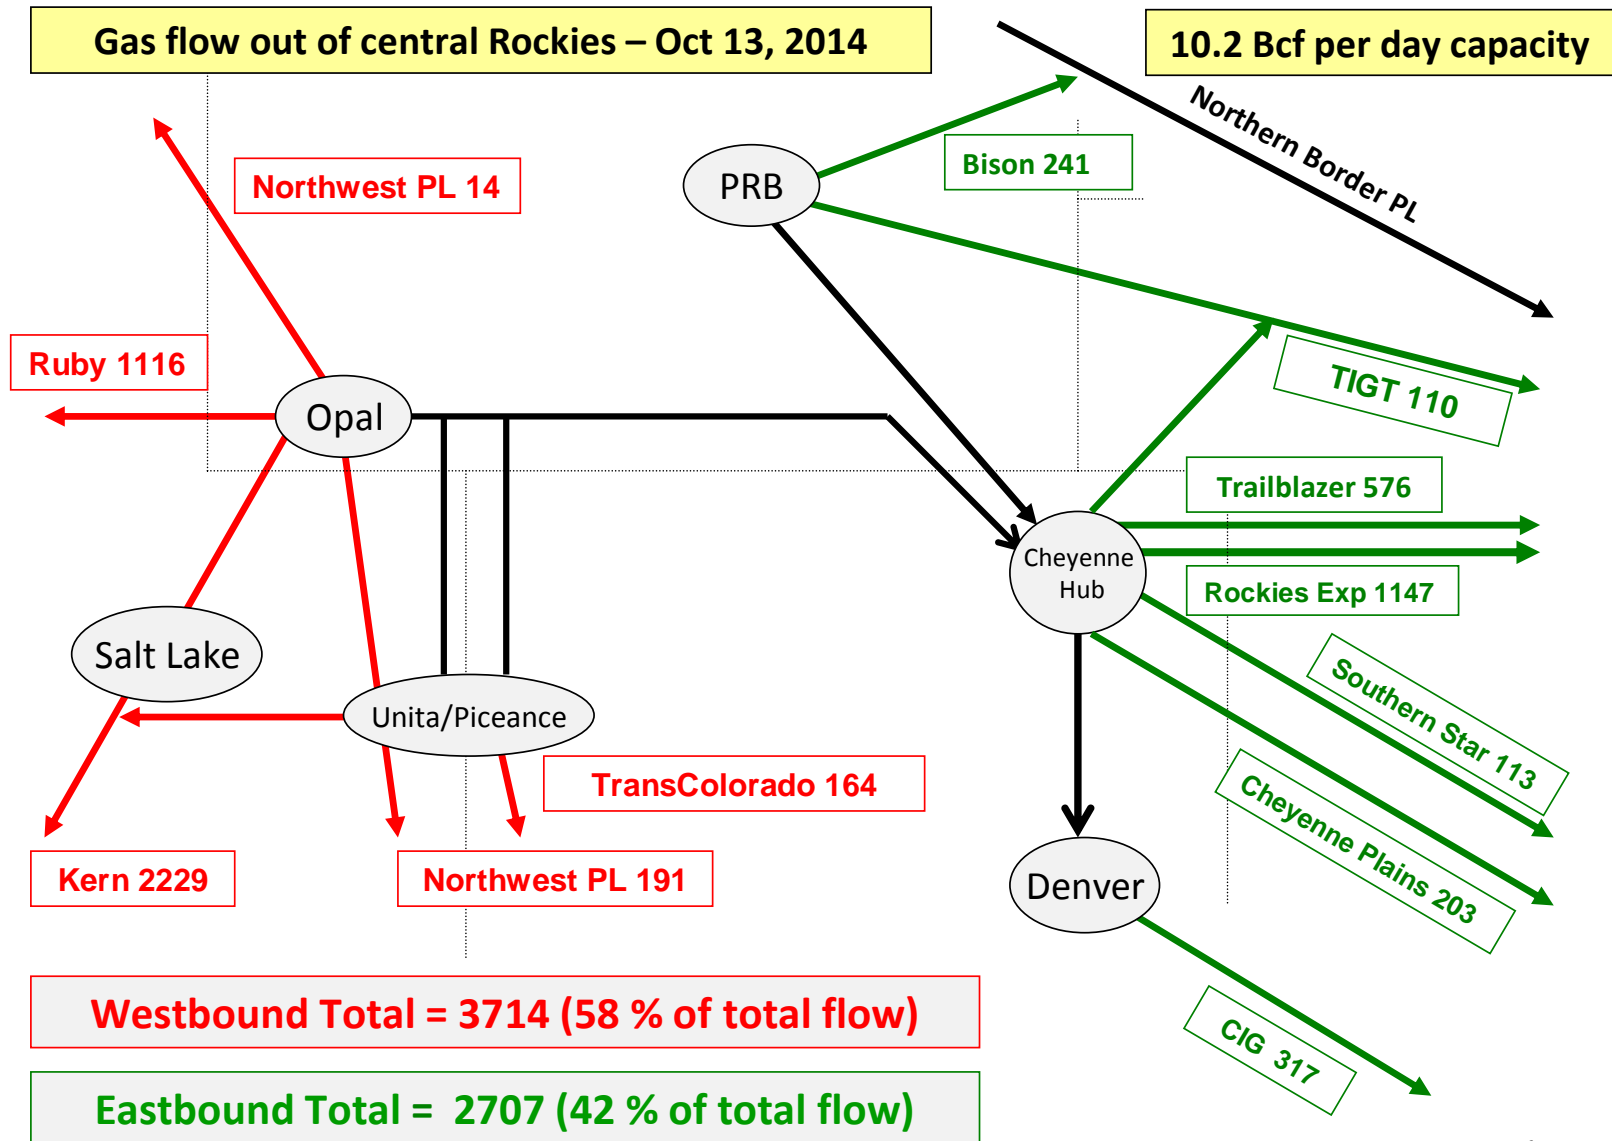 Gas flow out of central Rockies – Oct 13, 2014
10.2 Bcf per day capacity
Northern Border PL
Bison 241
Northwest PL 14
PRB
Ruby 1116
TIGT 110
Opal
Trailblazer 576
Cheyenne
Hub
Rockies Exp 1147
Salt Lake
Unita/Piceance
Southern Star 113
TransColorado 164
Cheyenne Plains 203
Kern 2229
Northwest PL 191
Denver
Westbound Total = 3714 (58 % of total flow)
CIG 317
Eastbound Total = 2707 (42 % of total flow)